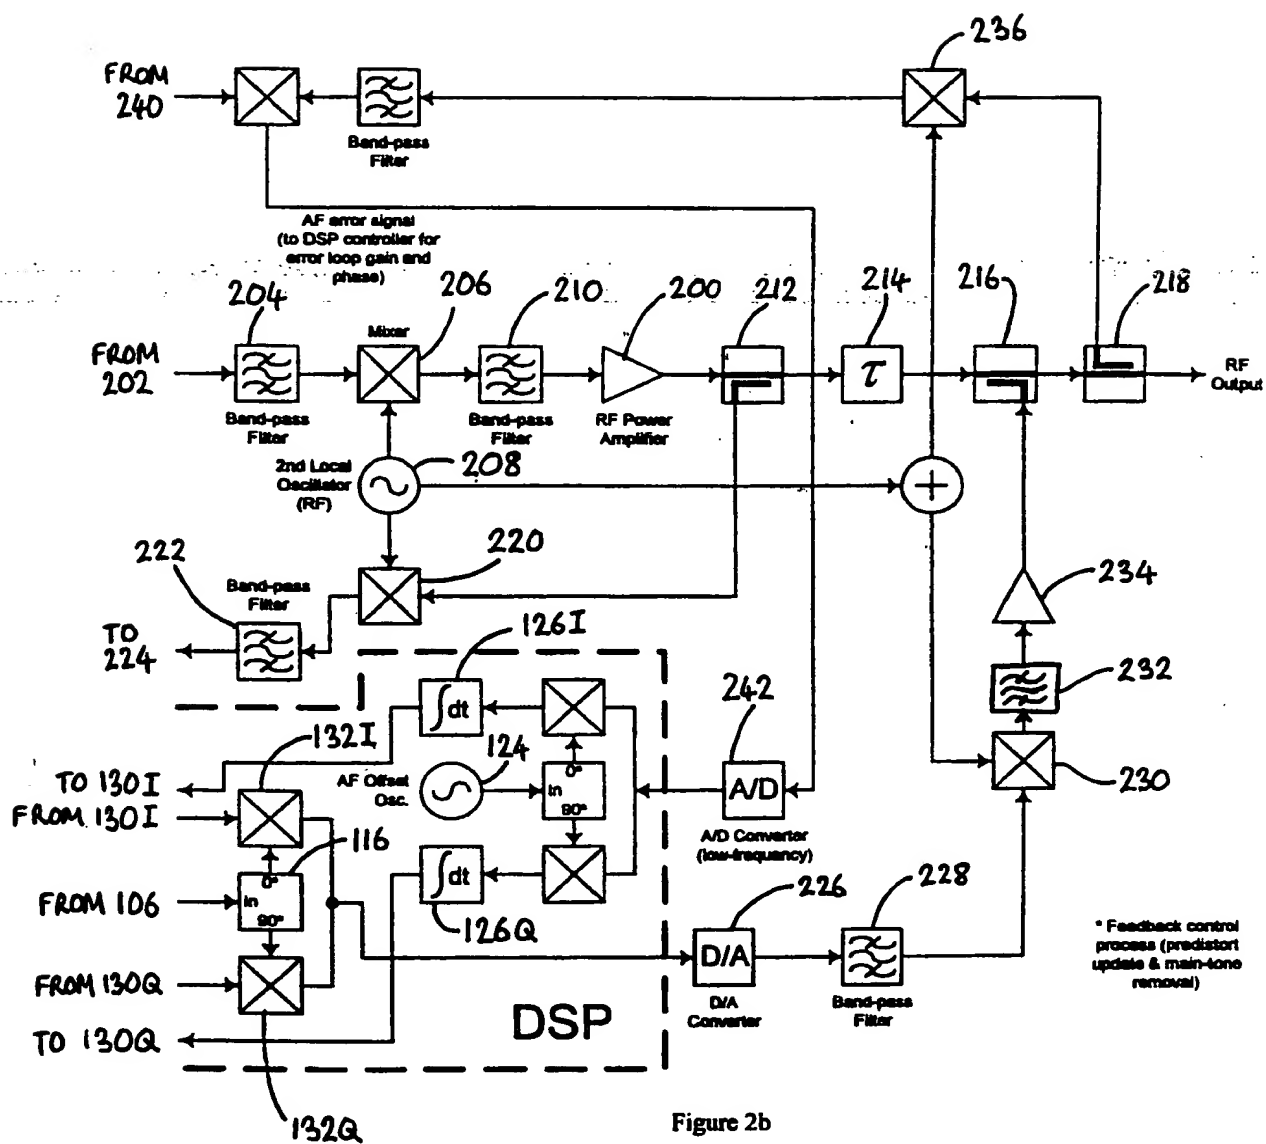 236
FROM
240
Band-pass
Filter
AF error signal
(to DSP controller for
error loop gain and
phase)
204
206
210
200
212
214
216
218
Mixer
FROM
202
τ
RF
Output
Band-pass
Filter
Band-pass
Filter
RF Power
Amplifier
2nd Local
Oscillator
(RF)
208
+
222
220
Band-pass
Filter
234
TO
224
126I
232
242
∫dt
132I
124
0°
In
90°
AF Offset
Osc.
A/D
230
TO 130I
FROM 130I
A/D Converter
(low-frequency)
116
∫dt
226
228
0°
In
90°
FROM 106
126Q
D/A
* Feedback control
process (predistort
update & main-tone
removal)
FROM 130Q
D/A
Converter
Band-pass
Filter
DSP
TO 130Q
132Q
Figure 2b